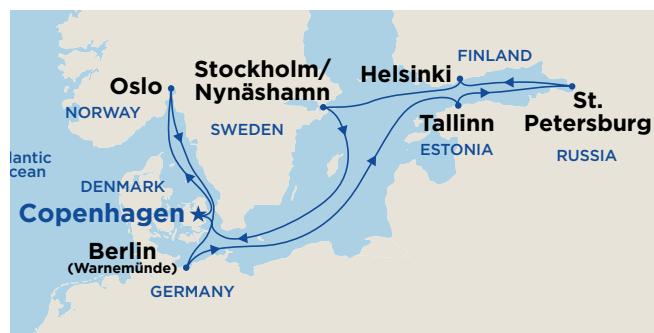 Stockholm/
Nynäshamn
Helsinki
FINLAND
Oslo
St.
Petersburg
NORWAY
SWEDEN
Tallinn
ESTONIA
RUSSIA
lantic
cean
DENMARK
Copenhagen
Berlin
(Warnemünde)
GERMANY